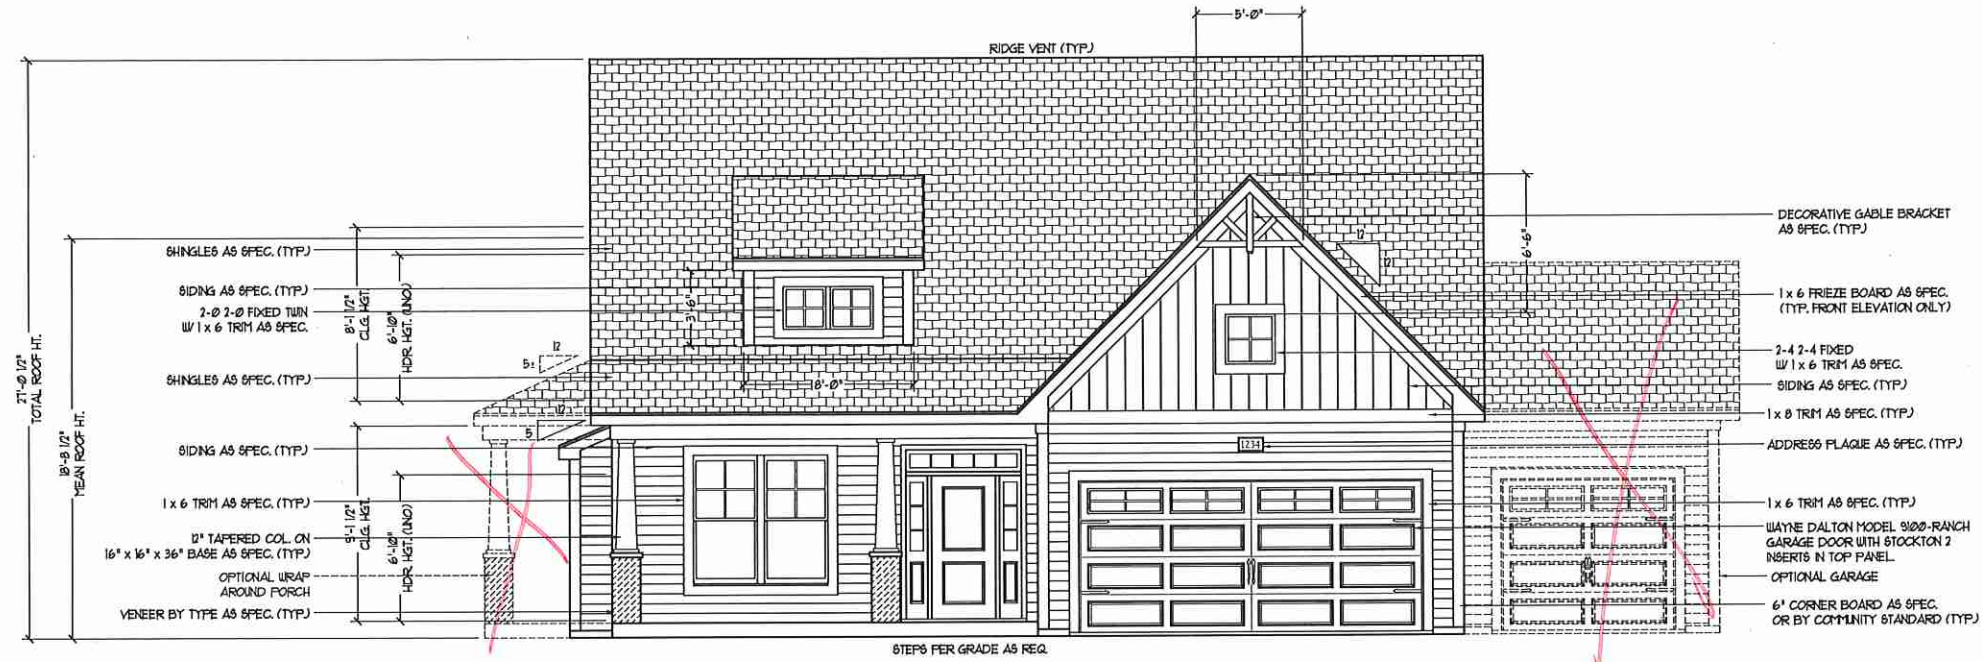 5'-0"
RIDGE VENT (TYP.)
21'-0 1/2"
TOTAL ROOF HT.
18'-8 1/2"
MEAN ROOF HT.
SHINGLES AS SPEC. (TYP.)
SIDING AS SPEC. (TYP.)
2-0 2-0 FIXED TWIN
W/ 1 x 6 TRIM AS SPEC.
SHINGLES AS SPEC. (TYP.)
SIDING AS SPEC. (TYP.)
1 x 6 TRIM AS SPEC. (TYP.)
12" TAPERED COL. ON
16" x 16" x 36" BASE AS SPEC. (TYP.)
OPTIONAL WRAP
AROUND PORCH
VENEER BY TYPE AS SPEC. (TYP.)
8'-1 1/2"
CLG. HGT.
6'-10"
HDR. HGT. (UNO)
9'-1 1/2"
CLG. HGT.
6'-10"
HDR. HGT. (UNO)
12
5
12
5
3'-6"
8'-0"
12
12
6'-6"
1234
DECORATIVE GABLE BRACKET
AS SPEC. (TYP.)
1 x 6 FRIEZE BOARD AS SPEC.
(TYP. FRONT ELEVATION ONLY)
2-4 2-4 FIXED
W/ 1 x 6 TRIM AS SPEC.
SIDING AS SPEC. (TYP.)
1 x 8 TRIM AS SPEC. (TYP.)
ADDRESS PLAQUE AS SPEC. (TYP.)
1 x 6 TRIM AS SPEC. (TYP.)
WAYNE DALTON MODEL 9100-RANCH
GARAGE DOOR WITH STOCKTON 2
INSERTS IN TOP PANEL.
OPTIONAL GARAGE
6" CORNER BOARD AS SPEC.
OR BY COMMUNITY STANDARD (TYP.)
STEPS PER GRADE AS REQ.